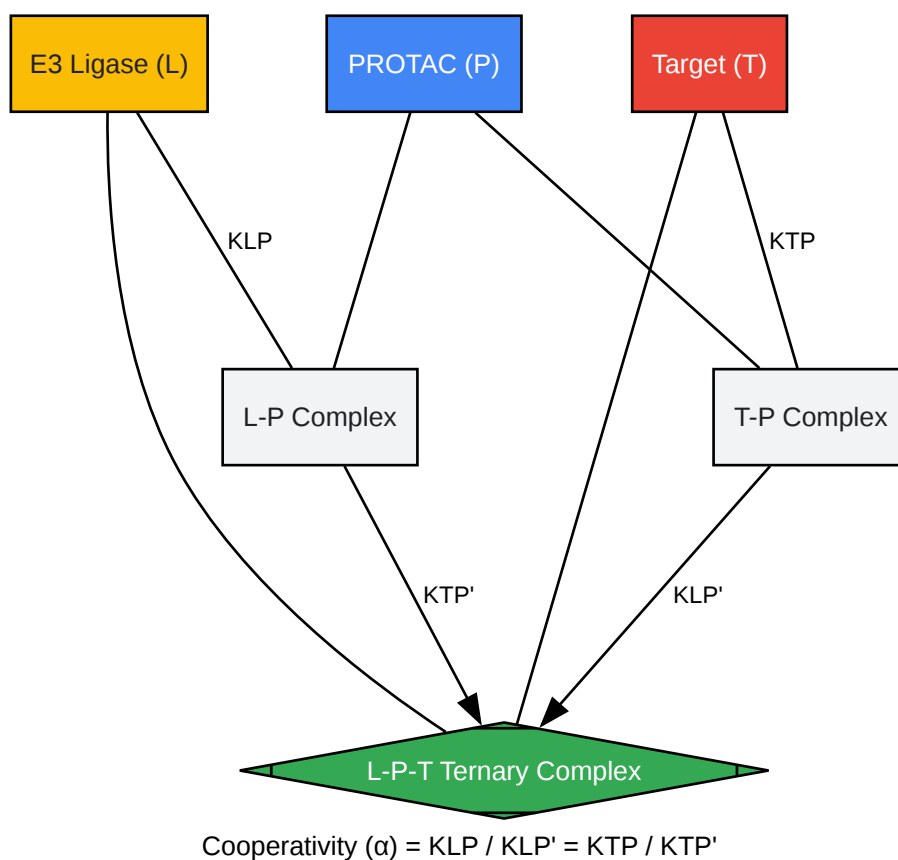 E3 Ligase (L)
PROTAC (P)
Target (T)
KLP
KTP
L-P Complex
T-P Complex
KTP'
KLP'
L-P-T Ternary Complex
Cooperativity (α) = KLP / KLP' = KTP / KTP'